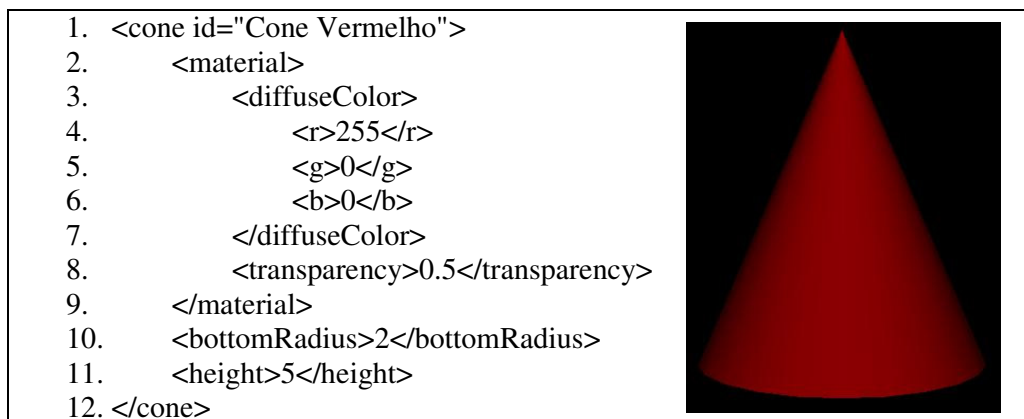 1. <cone id="Cone Vermelho">
2. <material>
3. <diffuseColor>
4. <r>255</r>
5. <g>0</g>
6. <b>0</b>
7. </diffuseColor>
8. <transparency>0.5</transparency>
9. </material>
10. <bottomRadius>2</bottomRadius>
11. <height>5</height>
12. </cone>